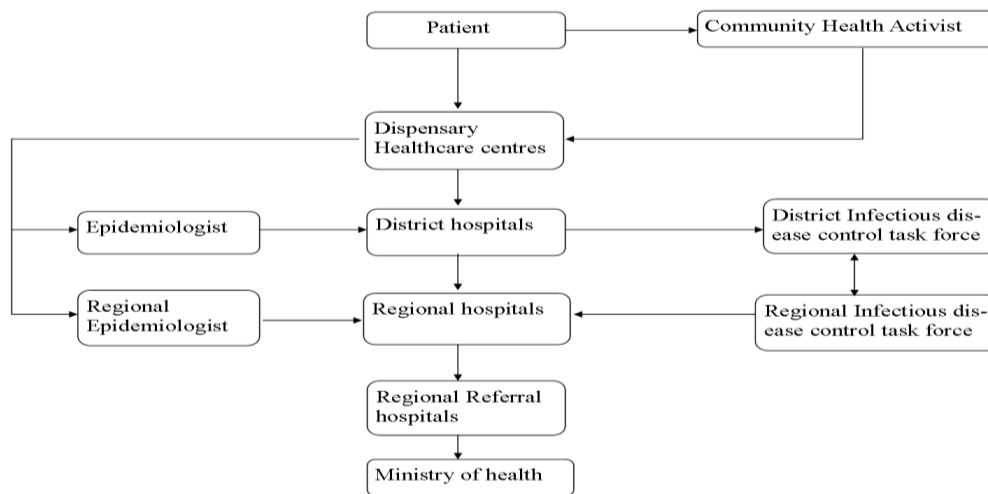 Patient
Community Health Activist
Dispensary
Healthcare centres
Epidemiologist
District hospitals
District Infectious dis-
ease control task force
Regional
Epidemiologist
Regional hospitals
Regional Infectious dis-
ease control task force
Regional Referral
hospitals
Ministry of health